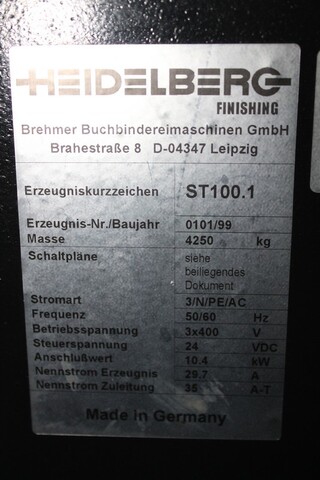 HEIDELBERG
FINISHING
Brehmer Buchbindereimaschinen GmbH
Brahestraße 8 D-04347 Leipzig
Erzeugniskurzzeichen ST100.1
Erzeugnis-Nr./Baujahr 0101/99
Masse 4250 kg
Schaltpläne siehe
beiliegendes
Dokument
Stromart 3/N/PE/AC
Frequenz 50/60 Hz
Betriebsspannung 3x400 V
Steuerspannung 24 VDC
Anschlußwert 10.4 kW
Nennstrom Erzeugnis 29.7 A
Nennstrom Zuleitung 35 A-T
Made in Germany